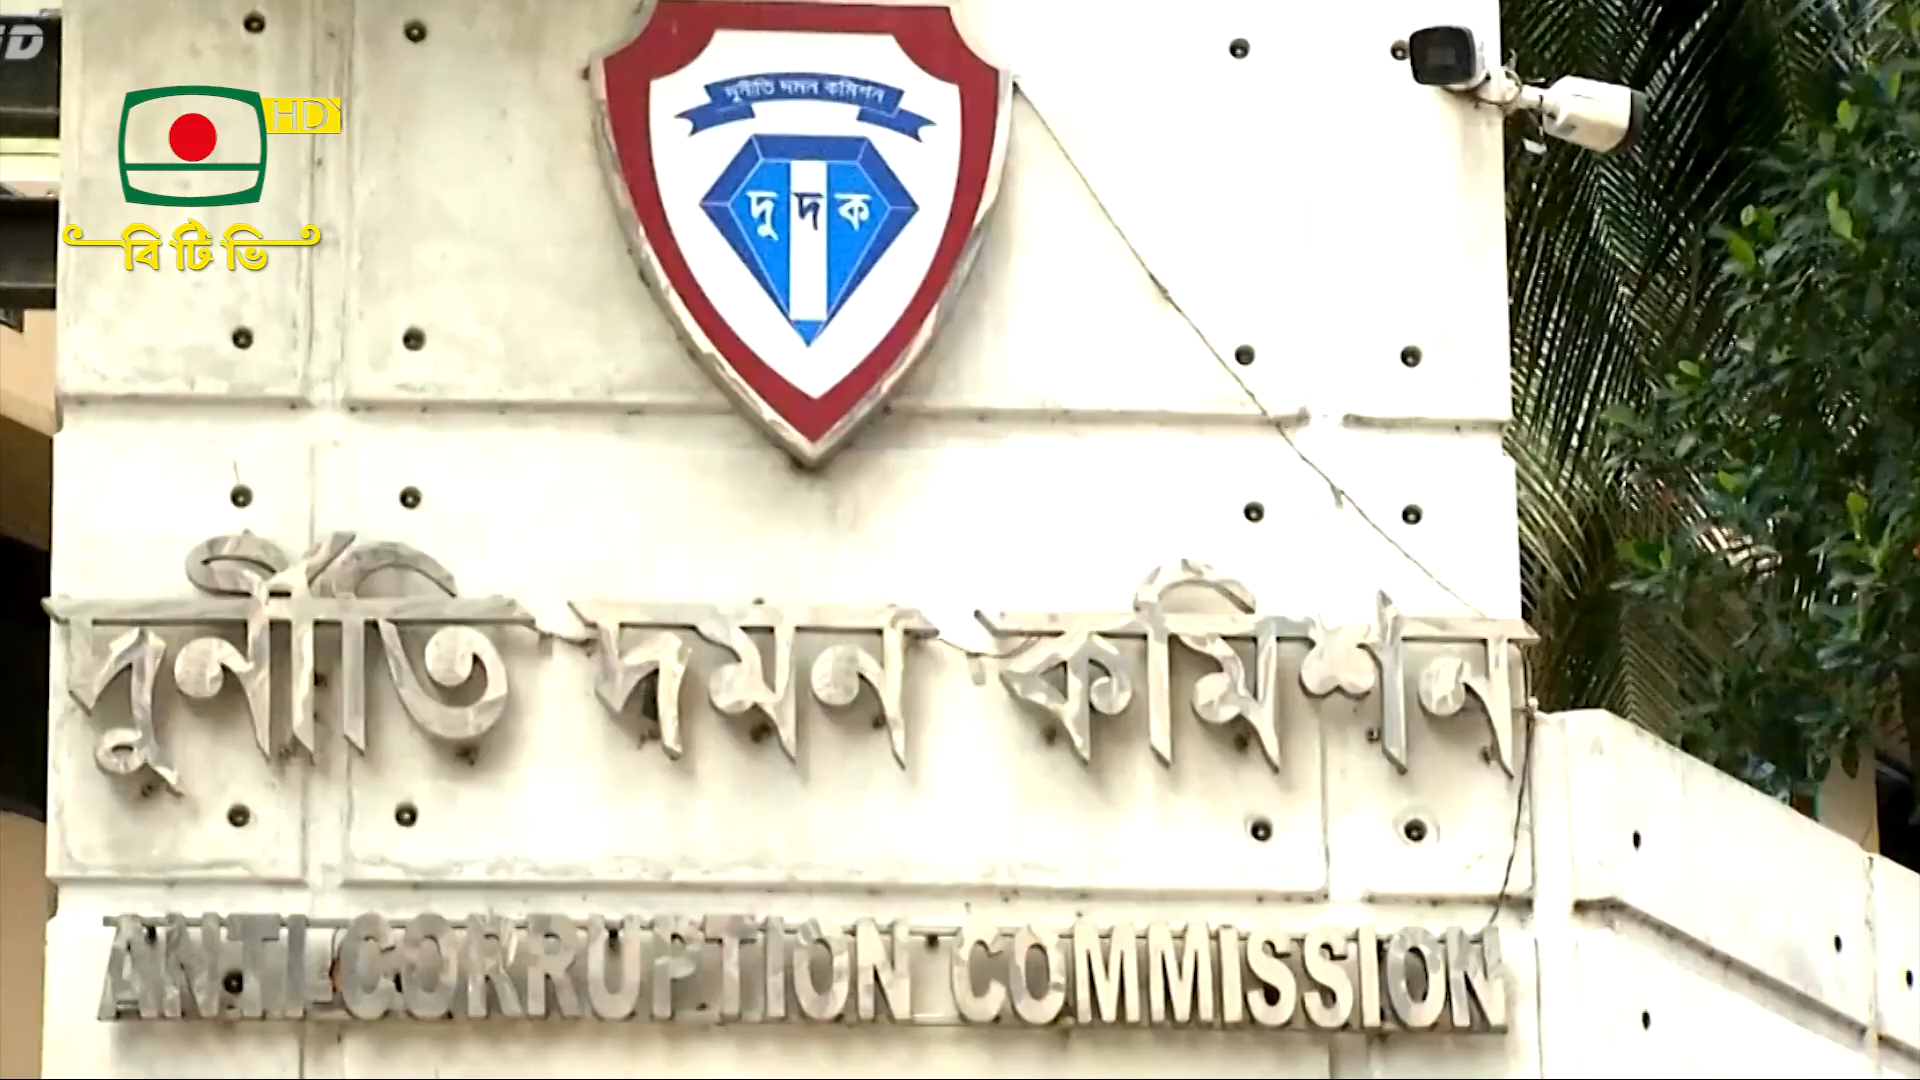 HD
বিটিভি
দুর্নীতি দমন কমিশন
দুদক
দুর্নীতি দমন কমিশন
ANTI-CORRUPTION COMMISSION